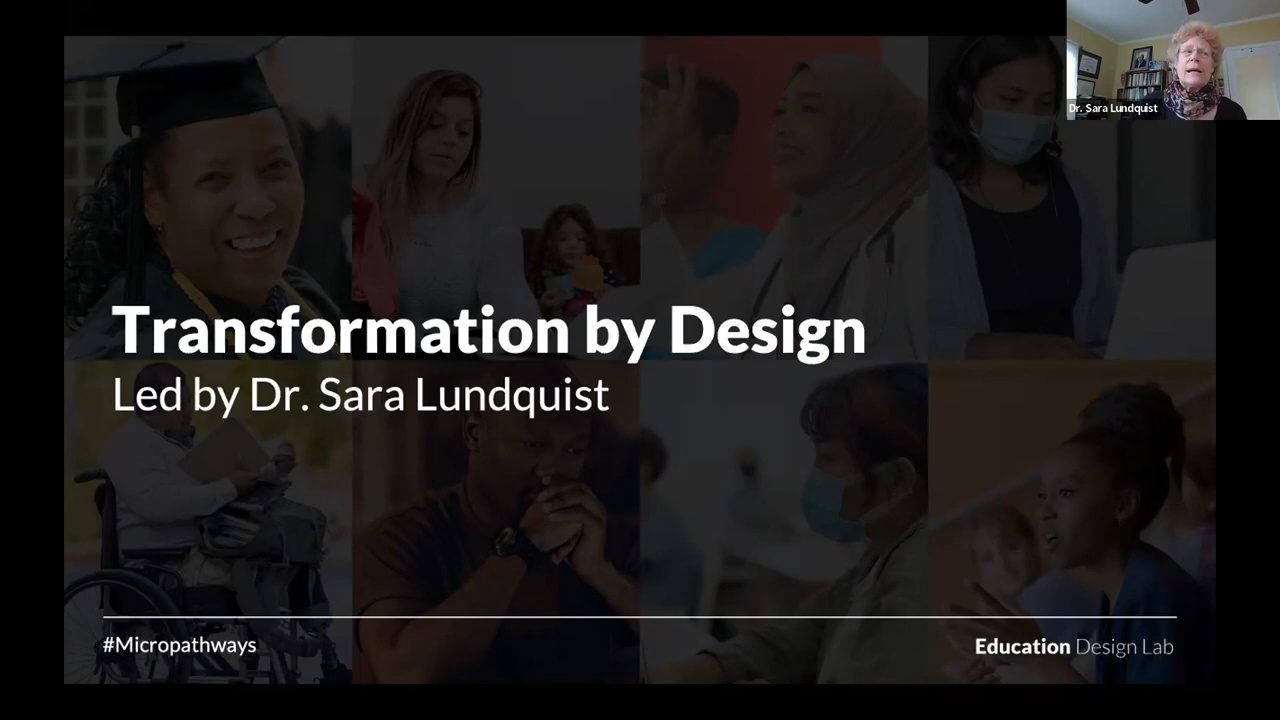 Dr. Sara Lundquist
Transformation by Design
Led by Dr. Sara Lundquist
#Micropathways
Education Design Lab